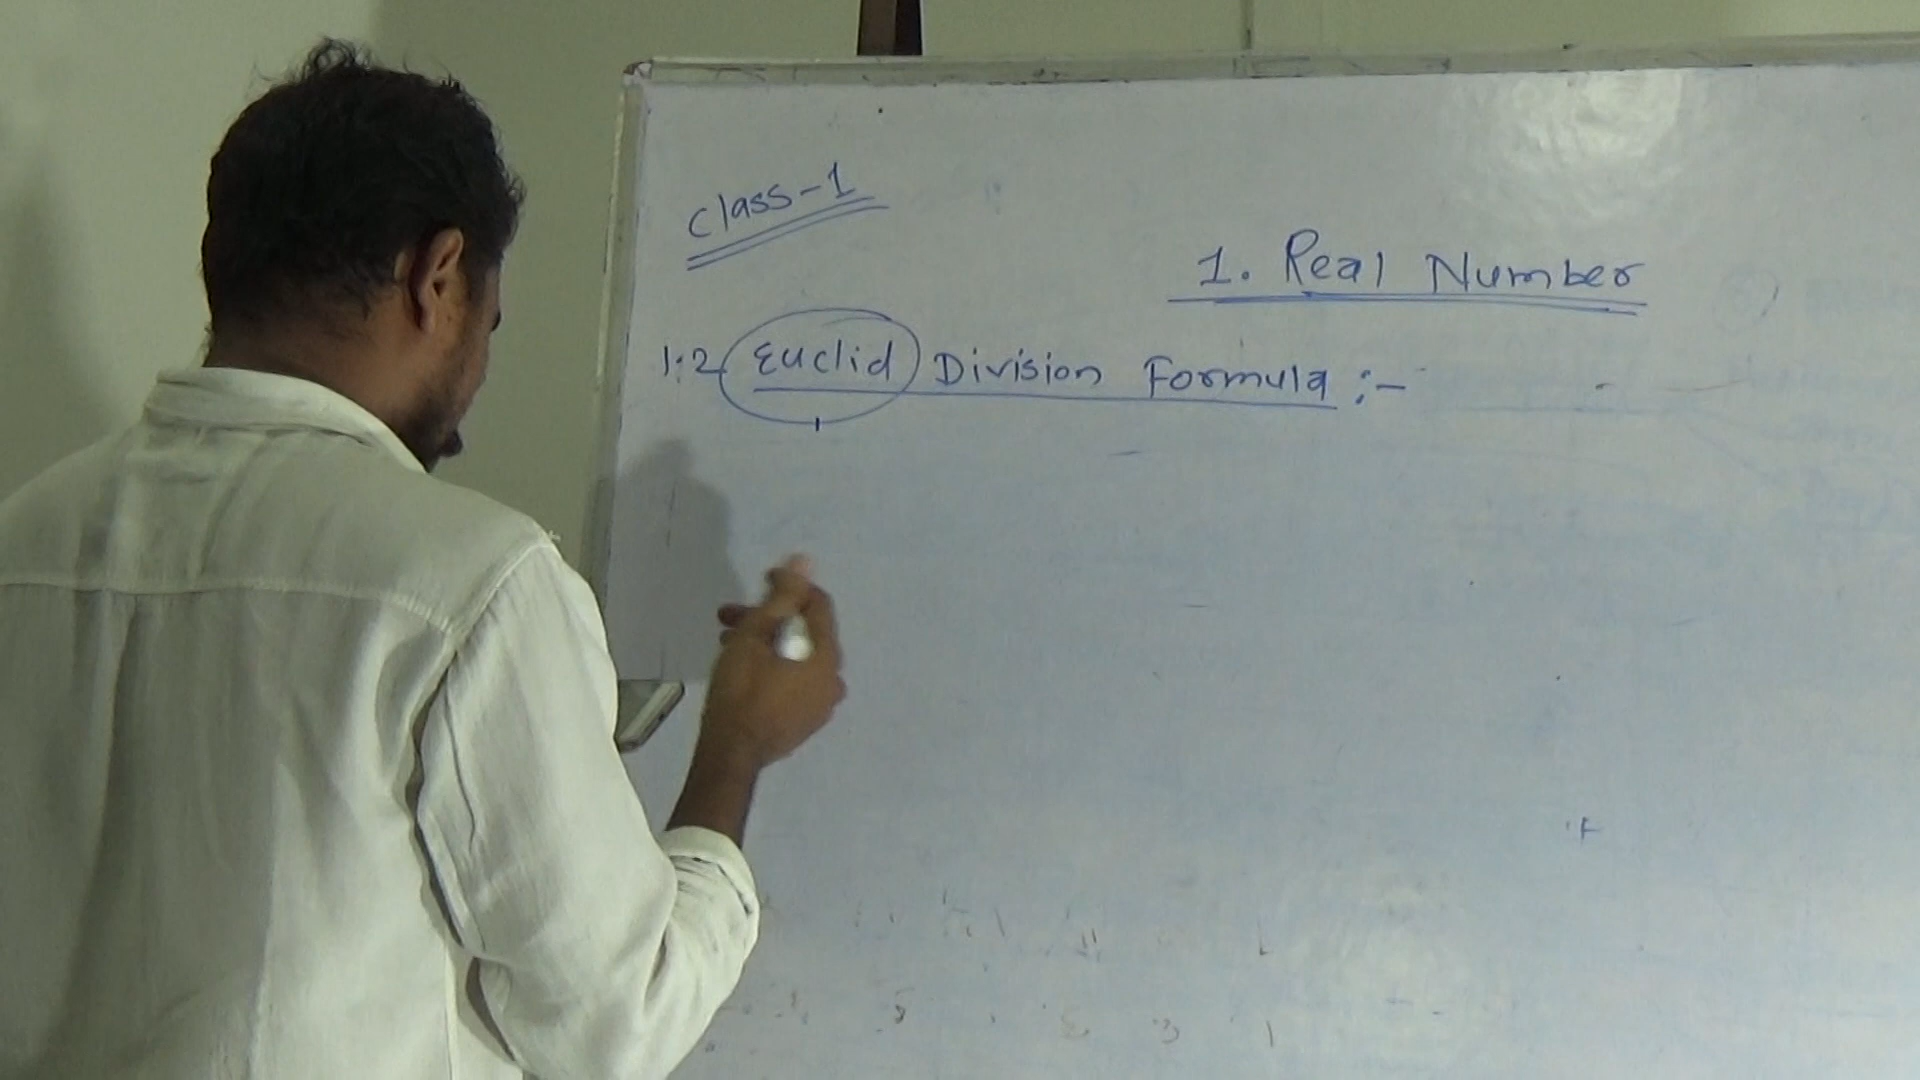 Class-1
1. Real Number
1:2 Euclid Division Formula :-